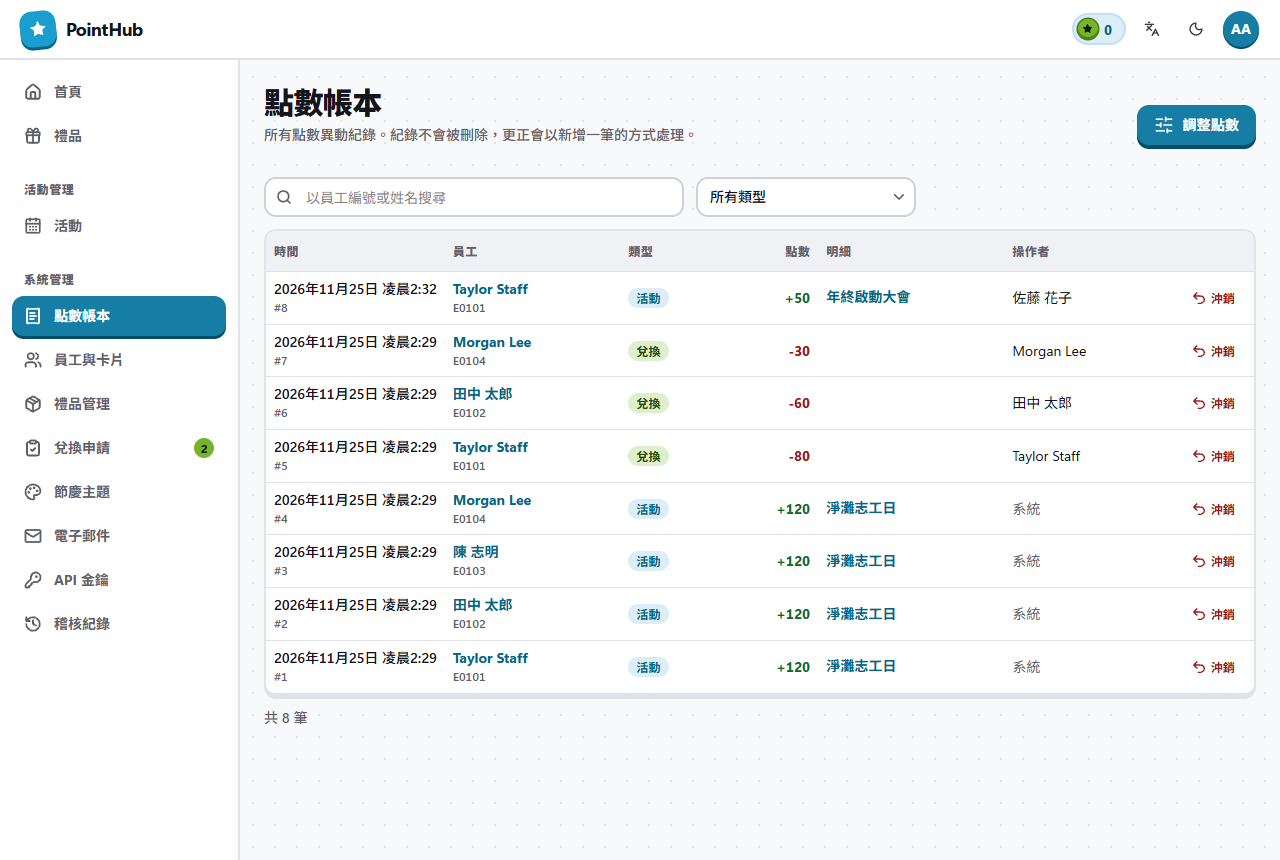 PointHub
0
AA
首頁
禮品
活動管理
活動
系統管理
點數帳本
員工與卡片
禮品管理
兌換申請 2
節慶主題
電子郵件
API 金鑰
稽核紀錄
點數帳本
所有點數異動紀錄。紀錄不會被刪除，更正會以新增一筆的方式處理。
調整點數
以員工編號或姓名搜尋
所有類型
時間 員工 類型 點數 明細 操作者
2026年11月25日 凌晨2:32 Taylor Staff 活動 +50 年終啟動大會 佐藤 花子 沖銷
#8 E0101
2026年11月25日 凌晨2:29 Morgan Lee 兌換 -30 Morgan Lee 沖銷
#7 E0104
2026年11月25日 凌晨2:29 田中 太郎 兌換 -60 田中 太郎 沖銷
#6 E0102
2026年11月25日 凌晨2:29 Taylor Staff 兌換 -80 Taylor Staff 沖銷
#5 E0101
2026年11月25日 凌晨2:29 Morgan Lee 活動 +120 淨灘志工日 系統 沖銷
#4 E0104
2026年11月25日 凌晨2:29 陳 志明 活動 +120 淨灘志工日 系統 沖銷
#3 E0103
2026年11月25日 凌晨2:29 田中 太郎 活動 +120 淨灘志工日 系統 沖銷
#2 E0102
2026年11月25日 凌晨2:29 Taylor Staff 活動 +120 淨灘志工日 系統 沖銷
#1 E0101
共 8 筆